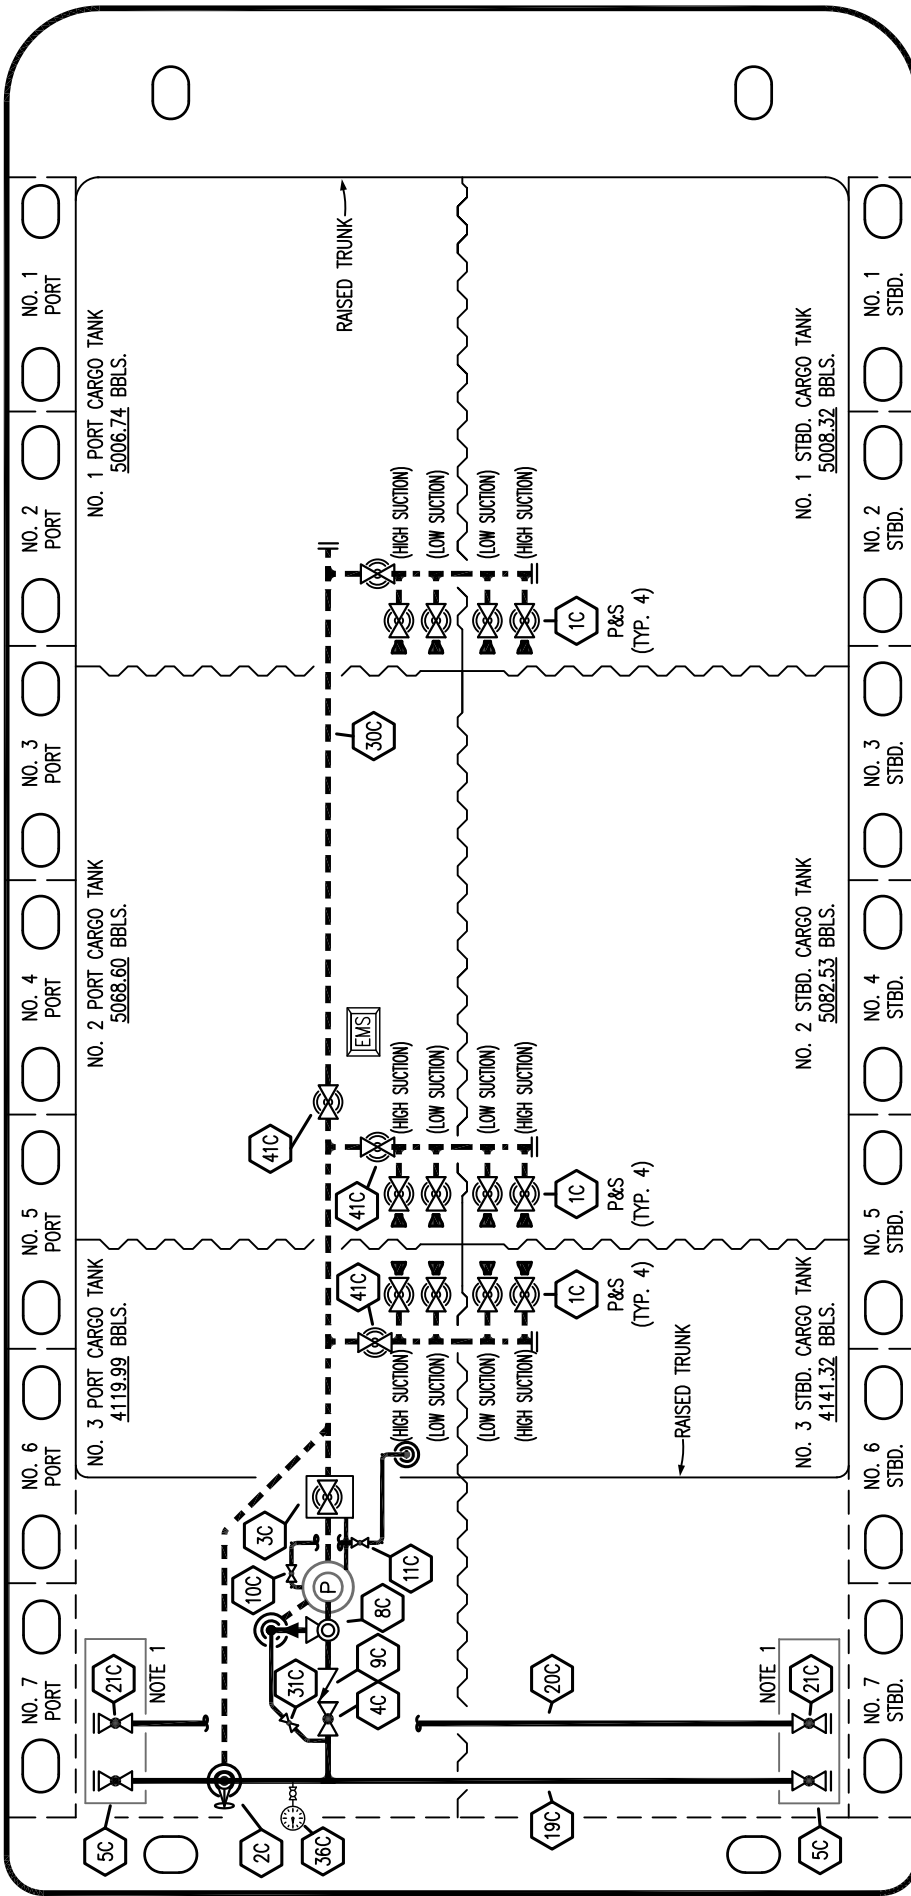 NO. 7
PORT
NO. 6
PORT
NO. 5
PORT
NO. 4
PORT
NO. 3
PORT
NO. 2
PORT
NO. 1
PORT
NO. 3 PORT CARGO TANK
4119.99 BBLS.
NO. 2 PORT CARGO TANK
5068.60 BBLS.
NO. 1 PORT CARGO TANK
5006.74 BBLS.
5C
21C
NOTE 1
2C
36C
31C
4C
9C
8C
10C
P
3C
11C
41C
41C
41C
EMS
30C
RAISED TRUNK
(HIGH SUCTION)
(LOW SUCTION)
(LOW SUCTION)
(HIGH SUCTION)
1C
P&S
(TYP. 4)
(HIGH SUCTION)
(LOW SUCTION)
(LOW SUCTION)
(HIGH SUCTION)
1C
P&S
(TYP. 4)
(HIGH SUCTION)
(LOW SUCTION)
(LOW SUCTION)
(HIGH SUCTION)
1C
P&S
(TYP. 4)
19C
20C
RAISED TRUNK
NOTE 1
5C
21C
NO. 3 STBD. CARGO TANK
4141.32 BBLS.
NO. 2 STBD. CARGO TANK
5082.53 BBLS.
NO. 1 STBD. CARGO TANK
5008.32 BBLS.
NO. 7
STBD.
NO. 6
STBD.
NO. 5
STBD.
NO. 4
STBD.
NO. 3
STBD.
NO. 2
STBD.
NO. 1
STBD.